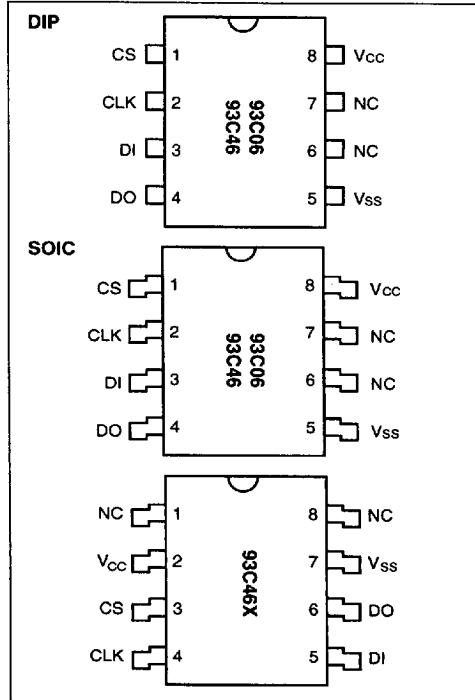 DIP
CS 1 8 Vcc
CLK 2 7 NC
DI 3 6 NC
DO 4 5 Vss
93C06
93C46
SOIC
CS 1 8 Vcc
CLK 2 7 NC
DI 3 6 NC
DO 4 5 Vss
93C06
93C46
NC 1 8 NC
Vcc 2 7 Vss
CS 3 6 DO
CLK 4 5 DI
93C46X